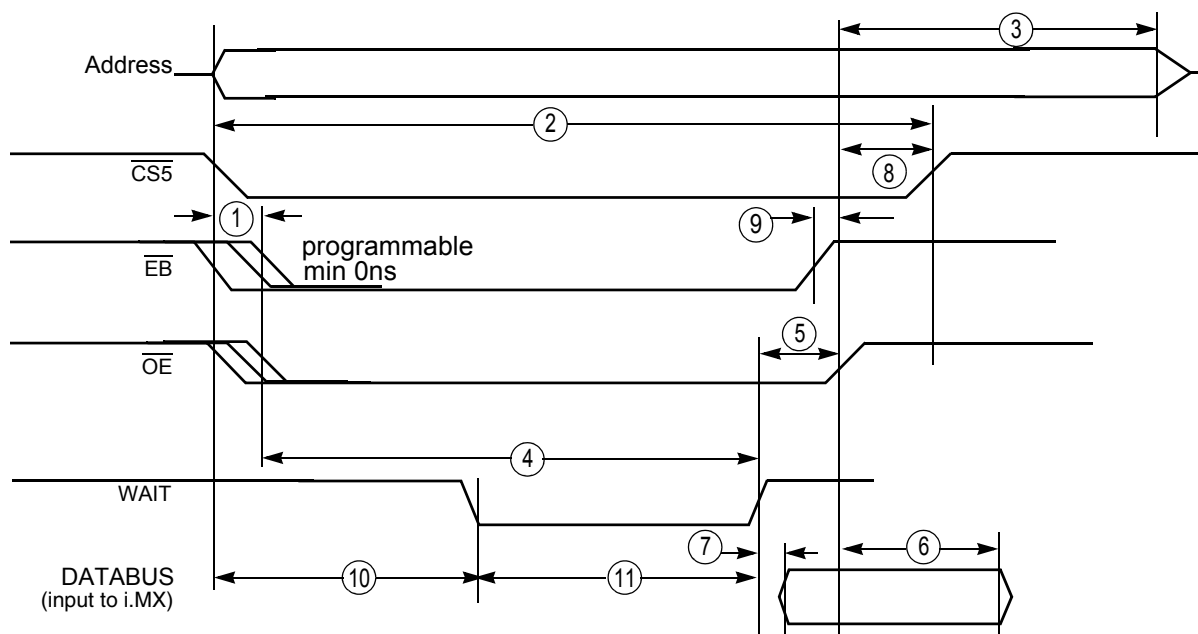 3
Address
2
CS5
8
1
9
programmable
min 0ns
EB
5
OE
4
WAIT
7
6
DATABUS
(input to i.MX)
10
11